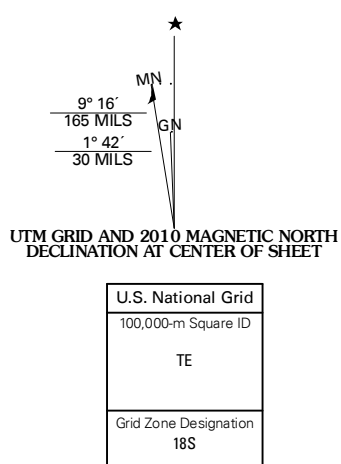 MN
9° 16´
165 MILS
GN
1° 42´
30 MILS
UTM GRID AND 2010 MAGNETIC NORTH
DECLINATION AT CENTER OF SHEET
U.S. National Grid
100,000-m Square ID
TE
Grid Zone Designation
18S